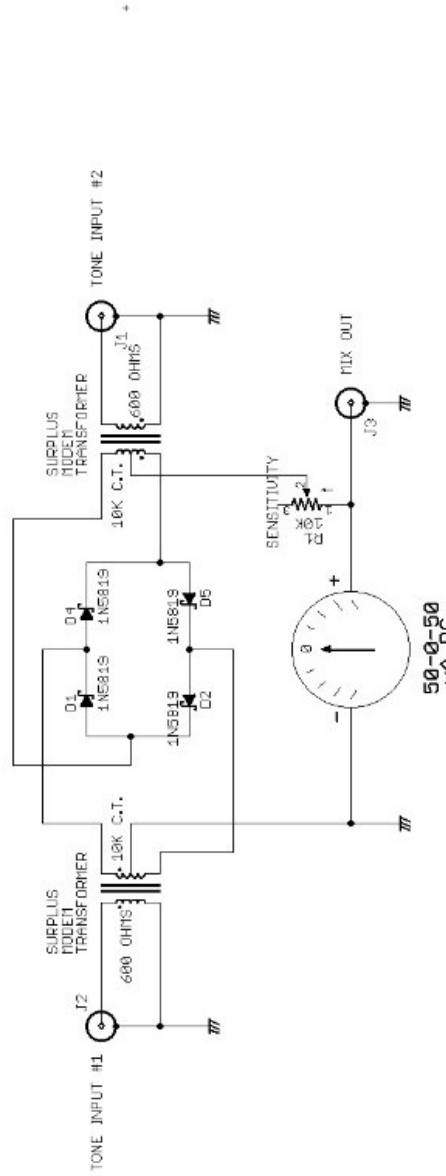 TONE INPUT #1
J2
SURPLUS
MODEM
TRANSFORMER
600 OHMS
10K C.T.
D1
1N5819
D4
1N5819
1N5819
D2
1N5819
D5
SURPLUS
MODEM
TRANSFORMER
10K C.T.
600 OHMS
J1
TONE INPUT #2
SENSITIVITY
3
2
1
R1
10K
-
0
+
50-0-50
J3
MIX OUT